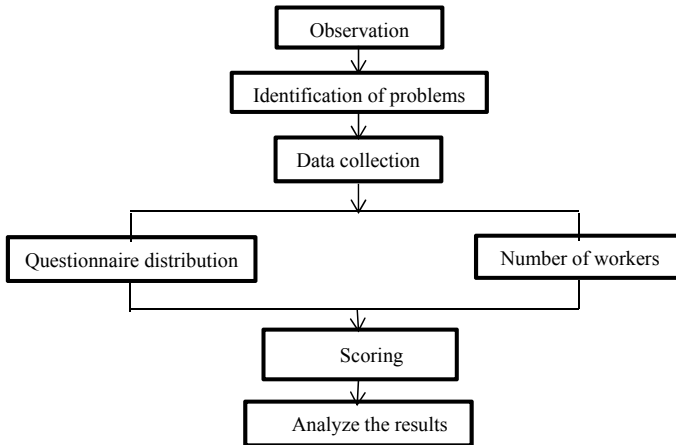 Observation
Identification of problems
Data collection
Questionnaire distribution
Number of workers
Scoring
Analyze the results